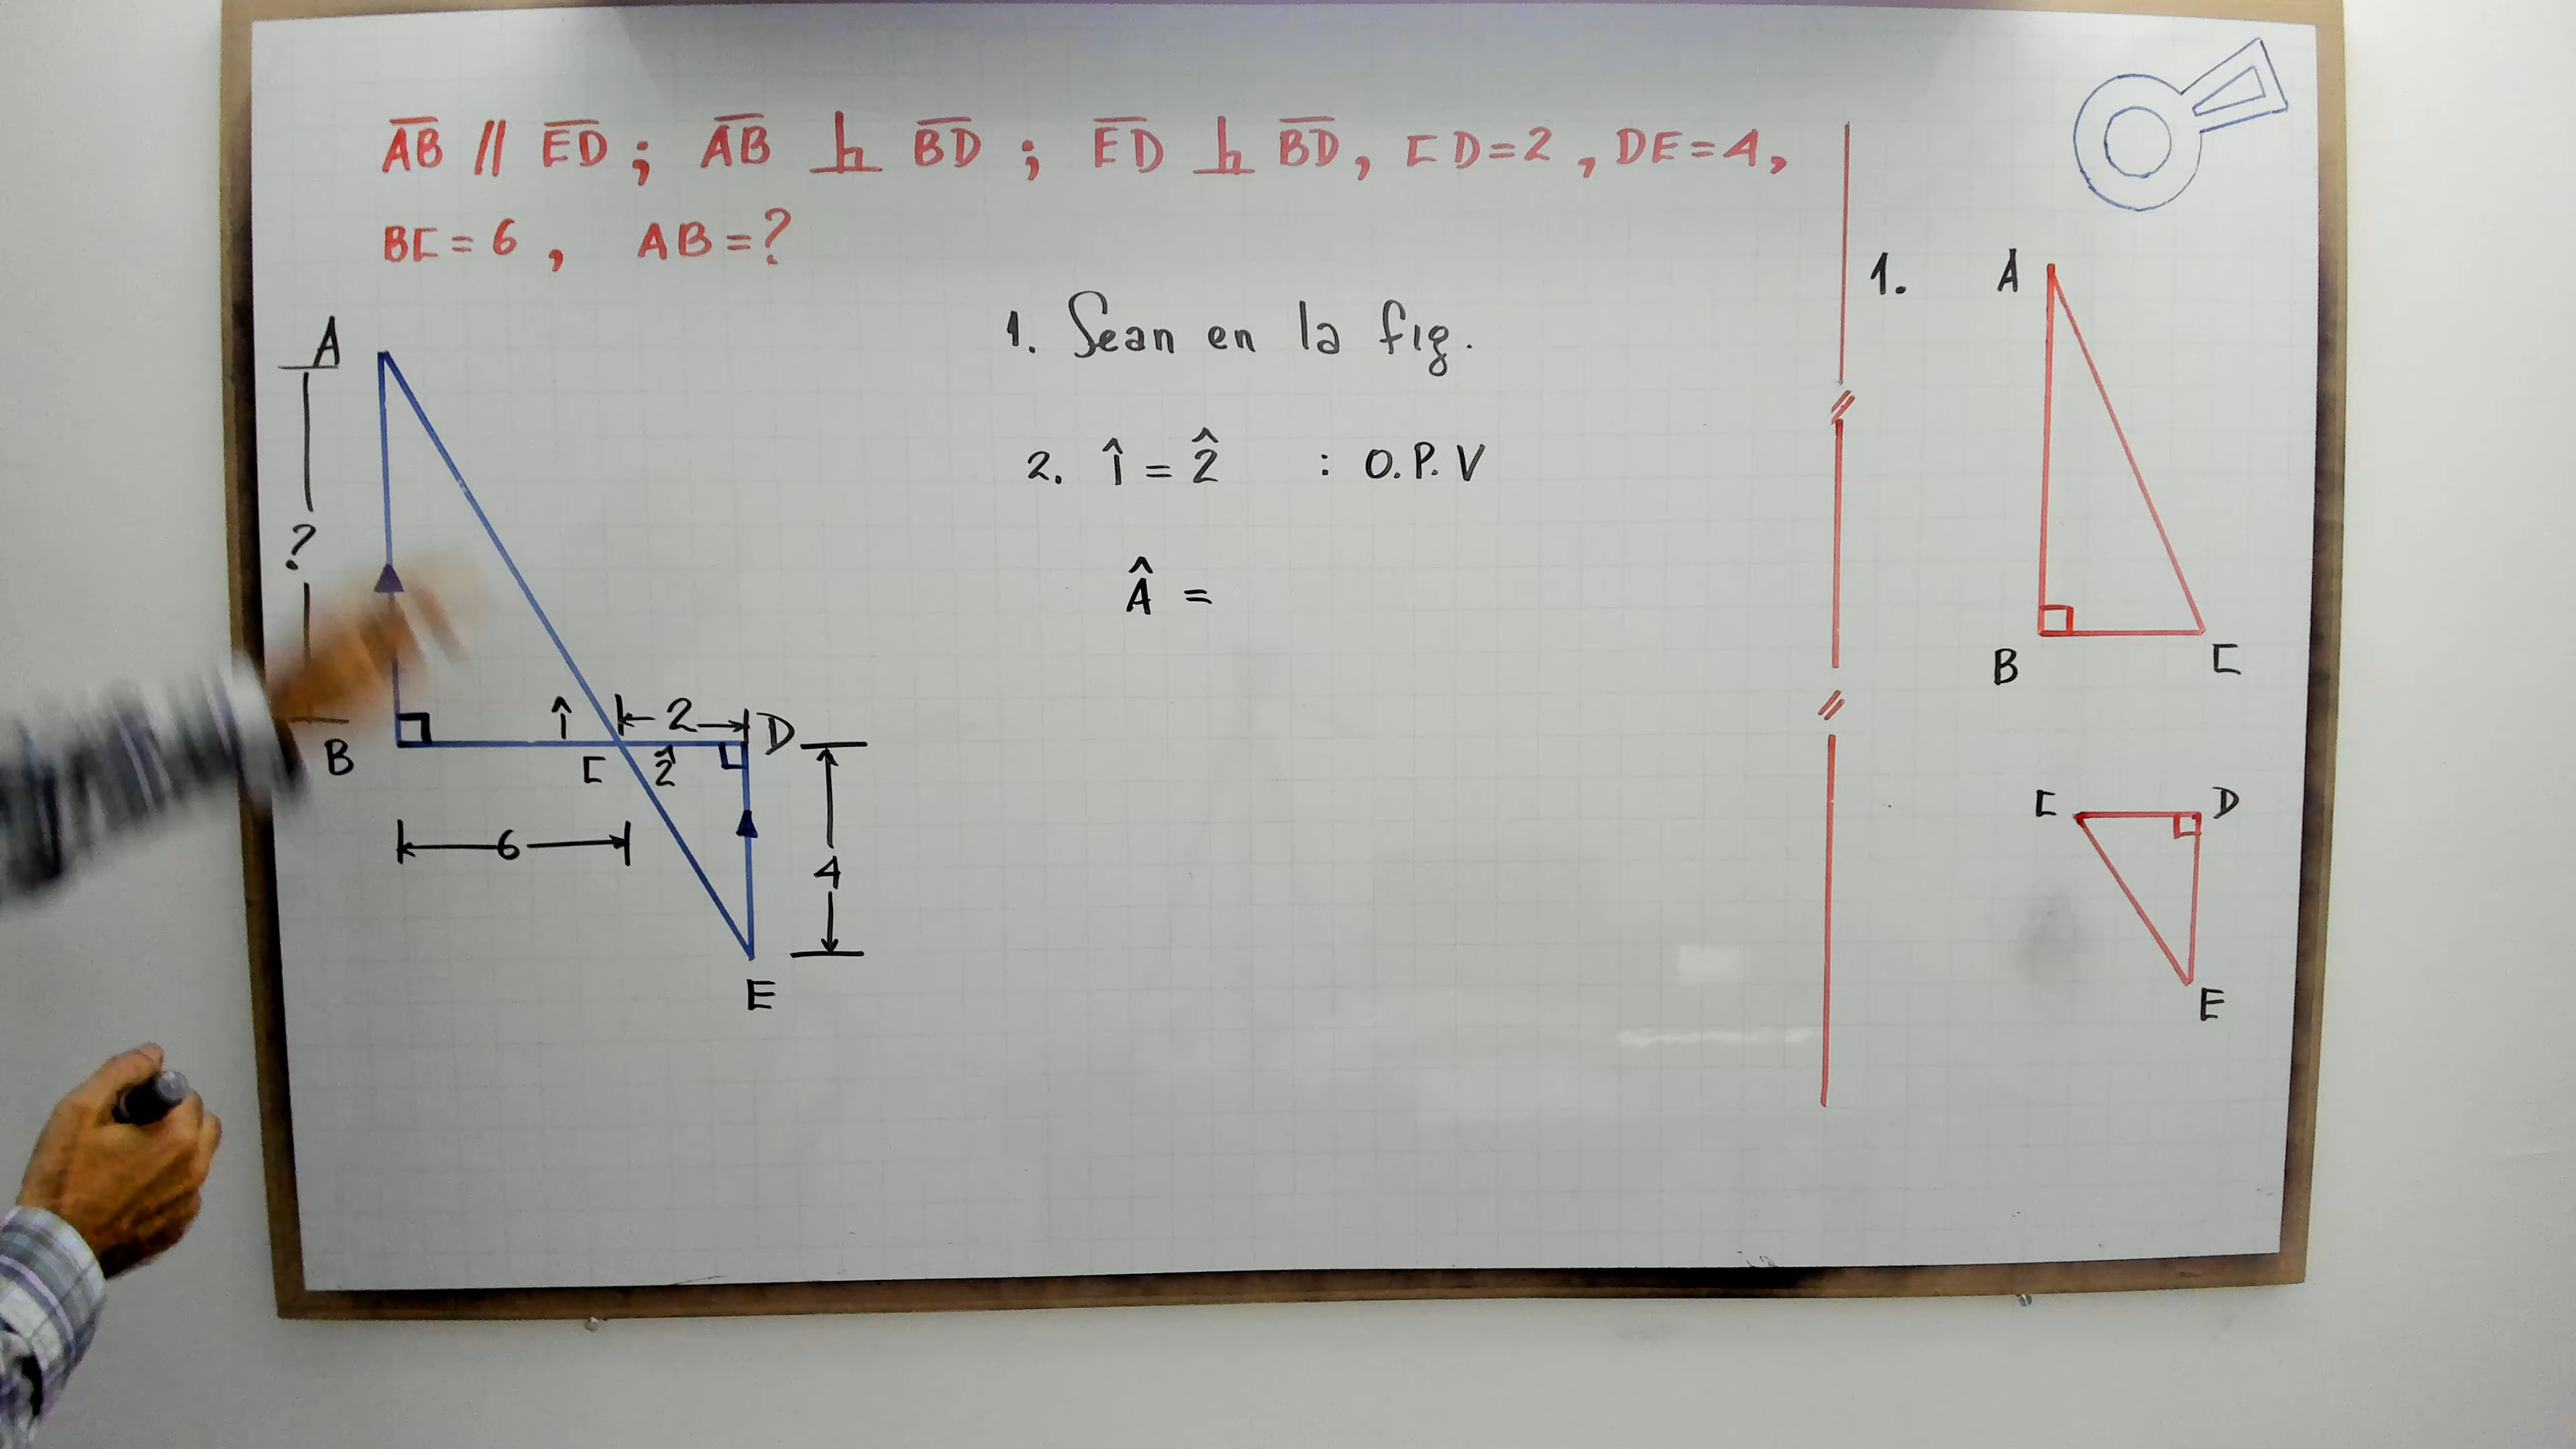 AB // ED ; AB ⊥ BD ; ED ⊥ BD, CD=2 , DE=4,
BC=6 , AB=?
1. Sean en la fig.
2. 1̂ = 2̂ : O.P.V
Â =
A
?
B
1̂
C
2
2̂
D
6
4
E
1.
A
B
C
C
D
E